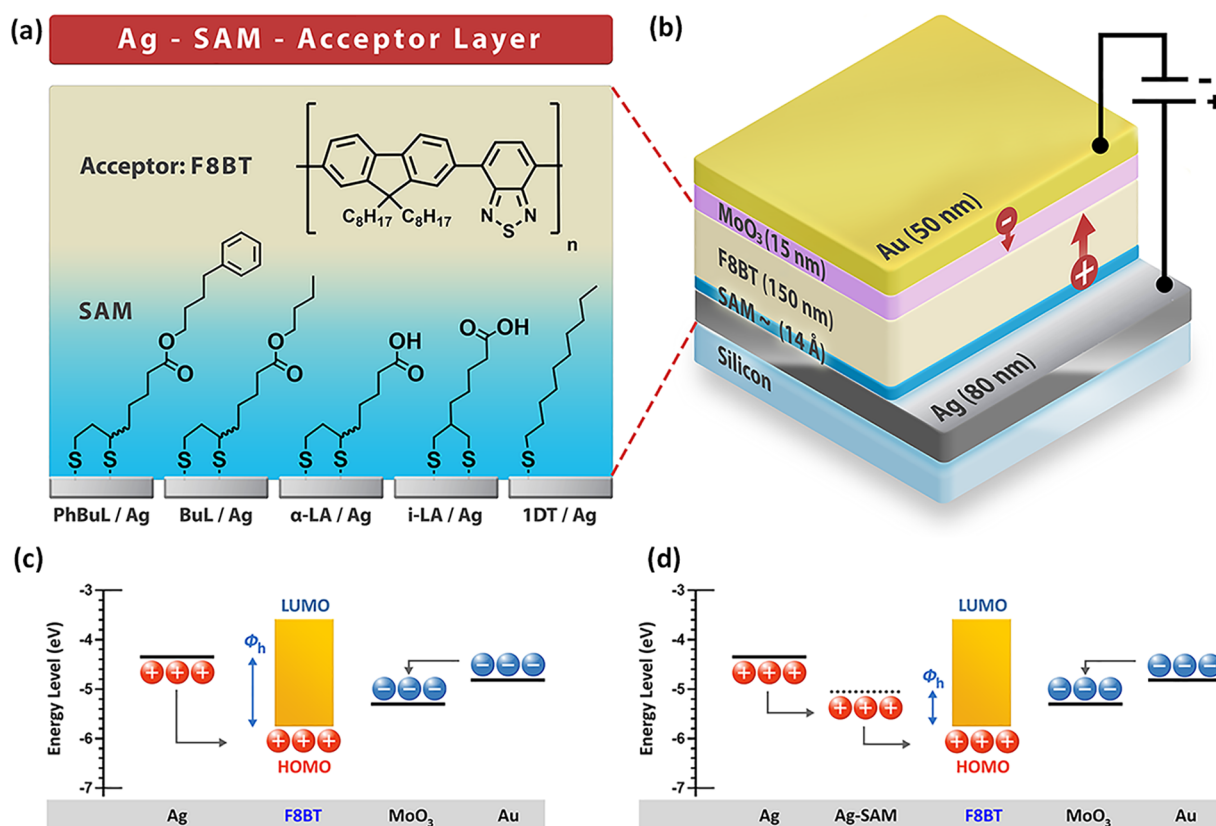 (a)
Ag - SAM - Acceptor Layer
Acceptor: F8BT
C8H17 C8H17
N N
S
n
SAM
O
O
O
O
O
OH
O
OH
S S
S S
S S
S S
S
PhBuL / Ag
BuL / Ag
α-LA / Ag
i-LA / Ag
1DT / Ag
(b)
-
+
Au (50 nm)
MoO3 (15 nm)
F8BT (150 nm)
SAM ~ (14 Å)
Silicon
Ag (80 nm)
-
+
(c)
Energy Level (eV)
-3
-4
-5
-6
-7
LUMO
Φh
+ + +
+ + +
HOMO
- - -
- - -
Ag
F8BT
MoO3
Au
(d)
Energy Level (eV)
-3
-4
-5
-6
-7
LUMO
Φh
+ + +
+ + +
+ + +
HOMO
- - -
- - -
Ag
Ag-SAM
F8BT
MoO3
Au